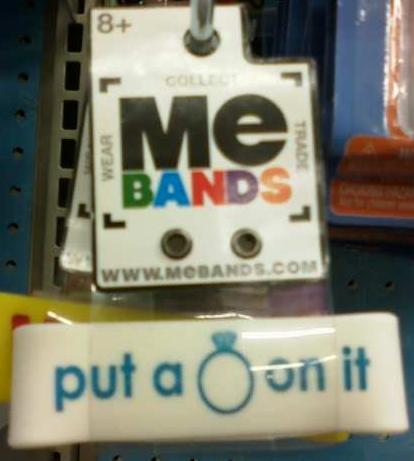 8+
COLLECT
WEAR
Me
TRADE
BANDS
WWW.MeBANDS.COM
put a on it